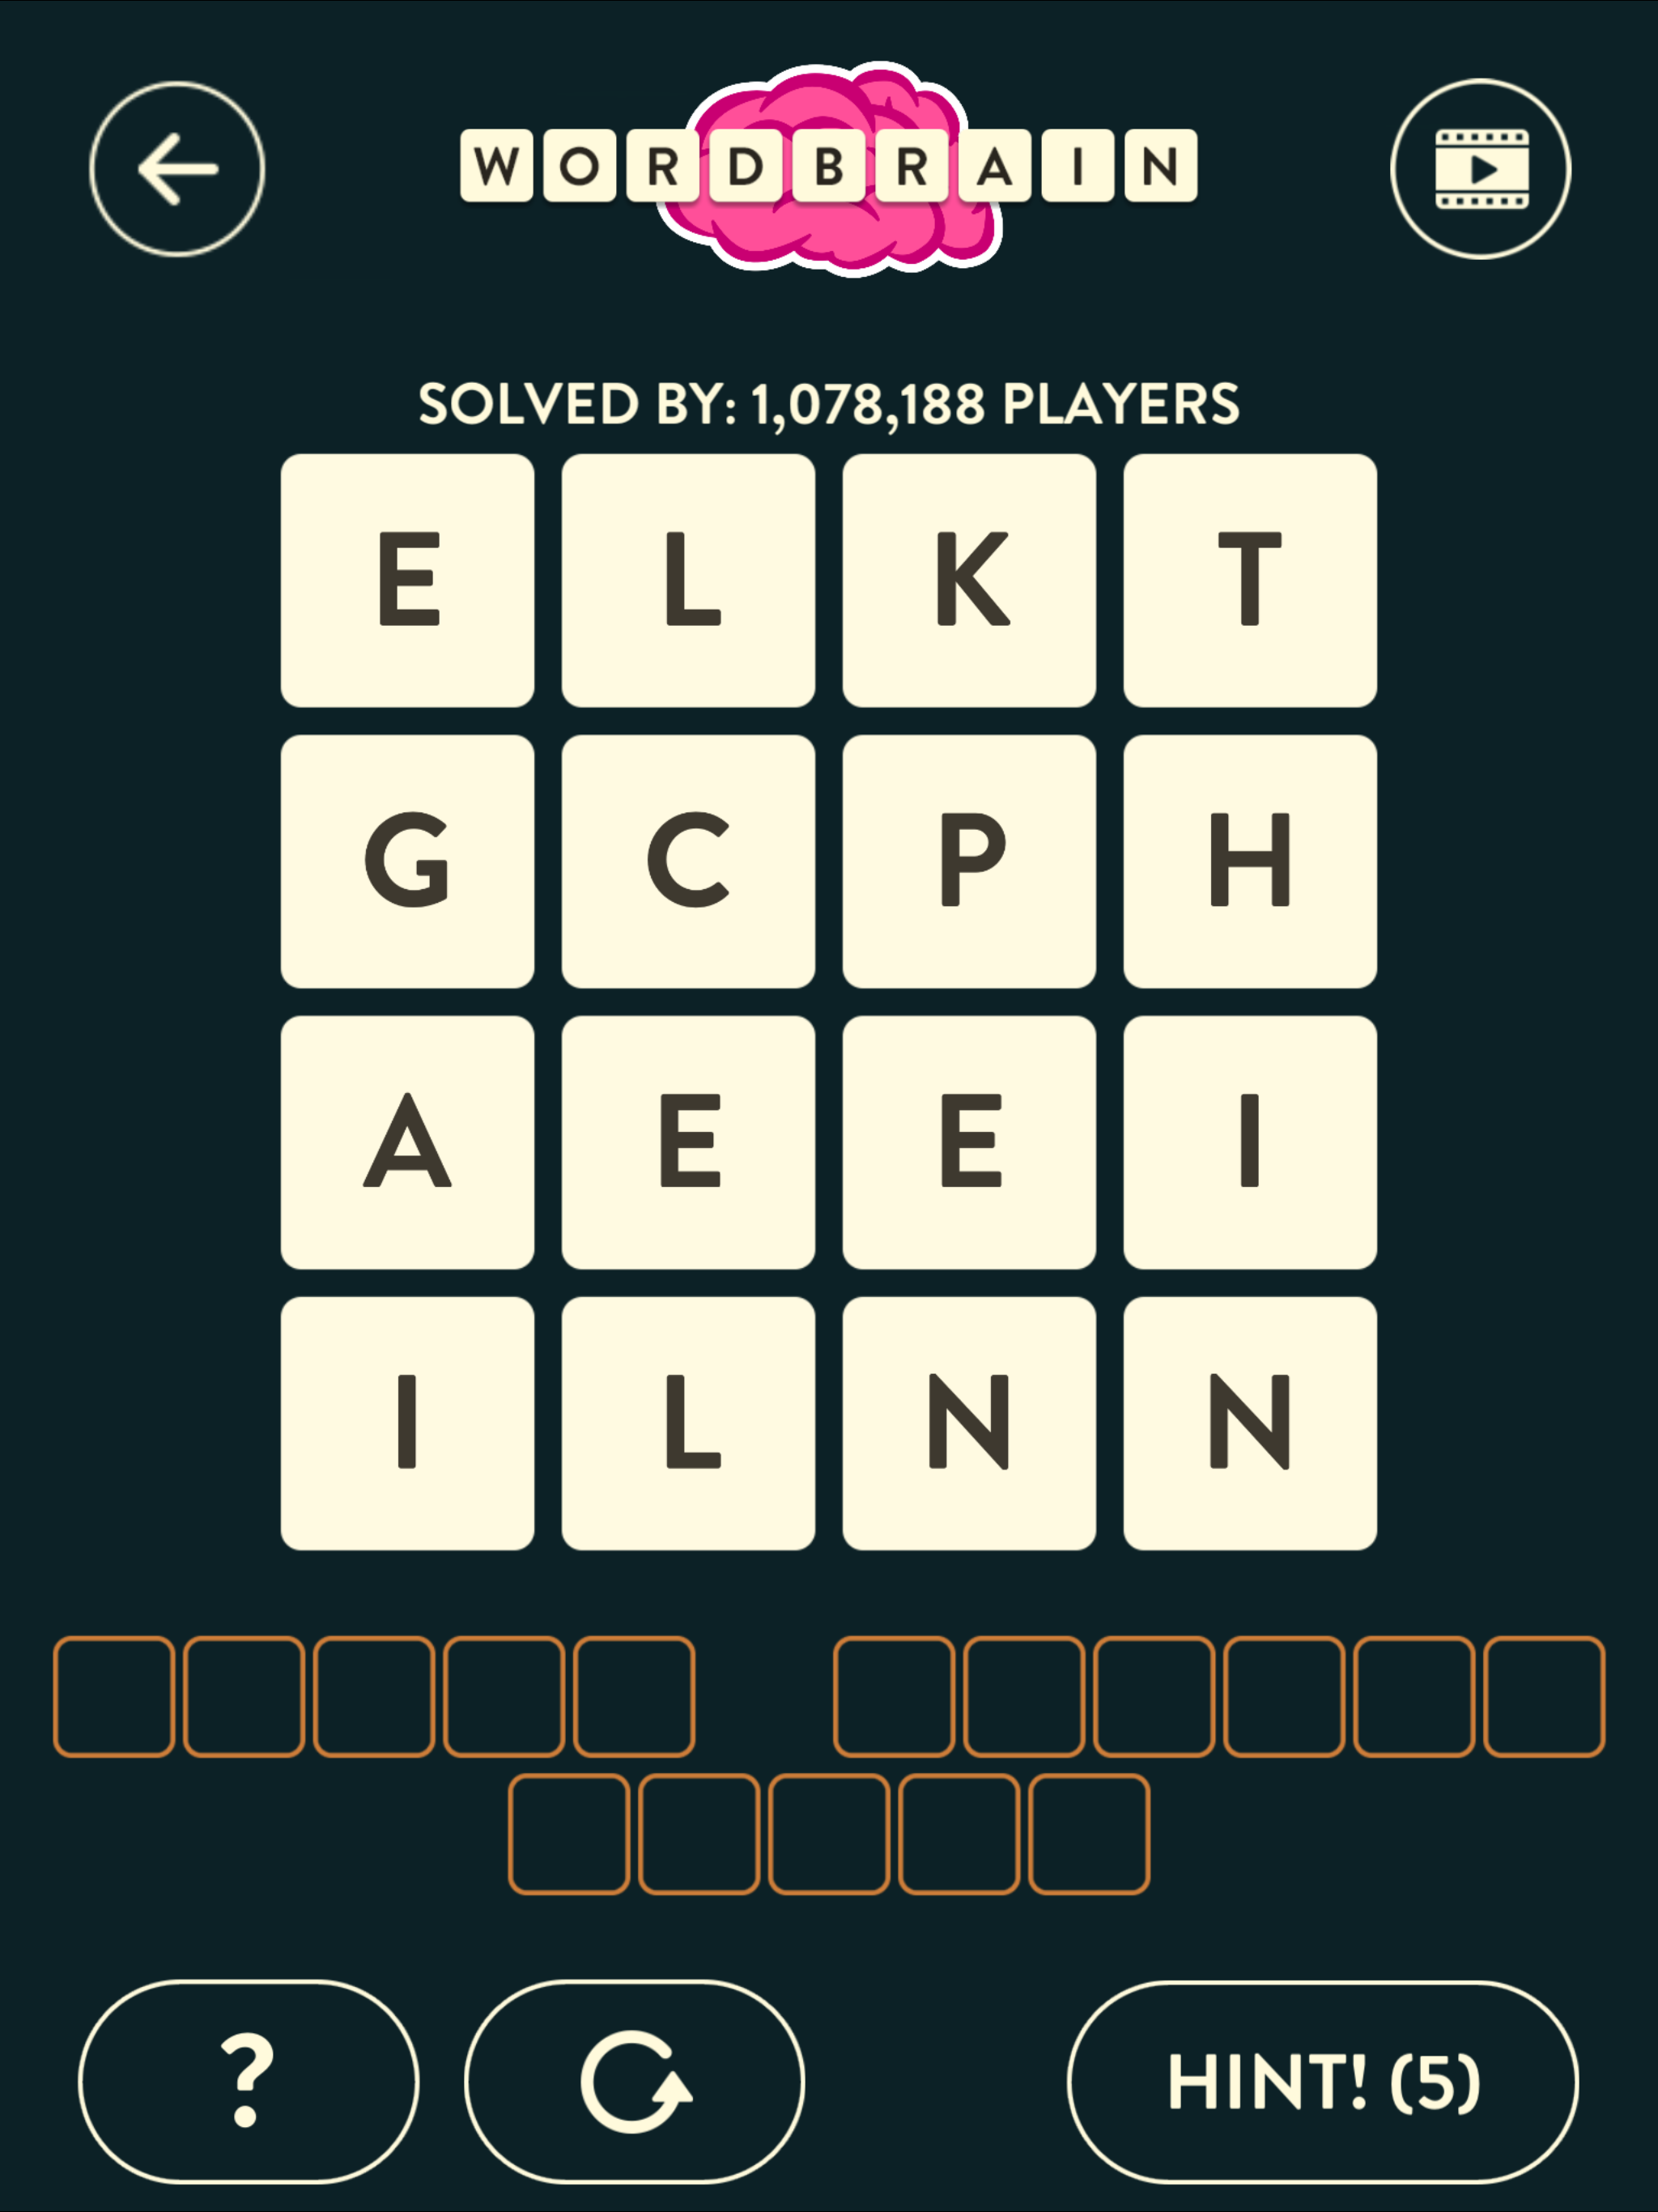 WORDBRAIN
SOLVED BY: 1,078,188 PLAYERS
E L K T
G C P H
A E E I
I L N N
? HINT! (5)